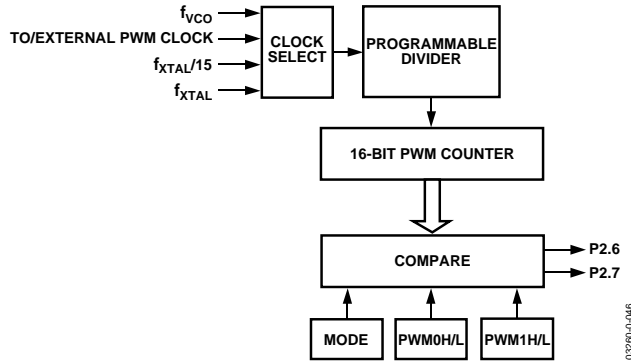 fVCO
TO/EXTERNAL PWM CLOCK
fXTAL/15
fXTAL
CLOCK
SELECT
PROGRAMMABLE
DIVIDER
16-BIT PWM COUNTER
COMPARE
P2.6
P2.7
MODE
PWM0H/L
PWM1H/L
03260-0-046